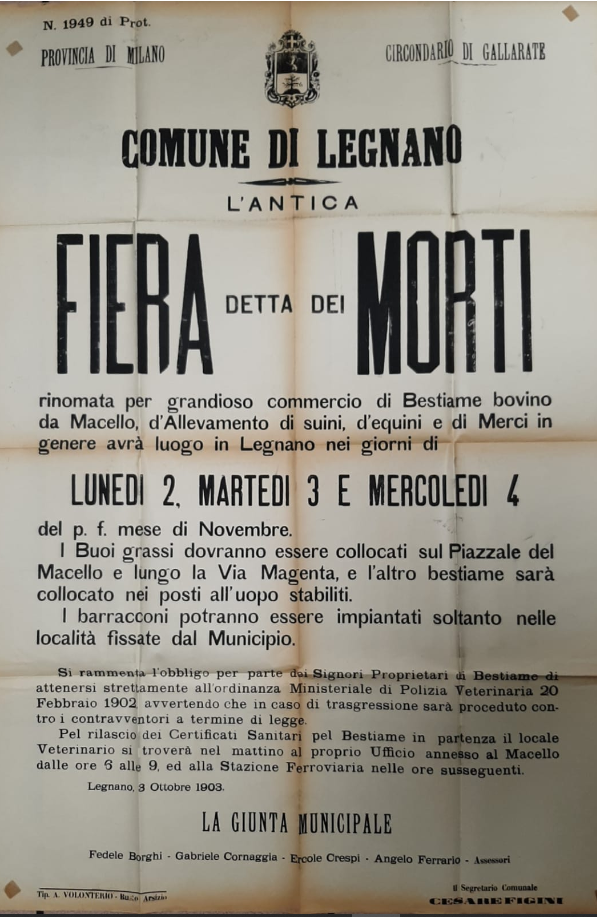 N. 1949 di Prot.
PROVINCIA DI MILANO
CIRCONDARIO DI GALLARATE
COMUNE DI LEGNANO
L'ANTICA
FIERA DETTA DEI MORTI
rinomata per grandioso commercio di Bestiame bovino
da Macello, d'Allevamento di suini, d'equini e di Merci in
genere avrà luogo in Legnano nei giorni di
LUNEDI 2, MARTEDI 3 E MERCOLEDI 4
del p. f. mese di Novembre.
I Buoi grassi dovranno essere collocati sul Piazzale del
Macello e lungo la Via Magenta, e l'altro bestiame sarà
collocato nei posti all'uopo stabiliti.
I barracconi potranno essere impiantati soltanto nelle
località fissate dal Municipio.
Si rammenta l'obbligo per parte dei Signori Proprietari di Bestiame di
attenersi strettamente all'ordinanza Ministeriale di Polizia Veterinaria 20
Febbraio 1902 avvertendo che in caso di trasgressione sarà proceduto con-
tro i contravventori a termine di legge.
Pel rilascio dei Certificati Sanitari pel Bestiame in partenza il locale
Veterinario si troverà nel mattino al proprio Ufficio annesso al Macello
dalle ore 6 alle 9, ed alla Stazione Ferroviaria nelle ore susseguenti.
Legnano, 3 Ottobre 1903.
LA GIUNTA MUNICIPALE
Fedele Borghi - Gabriele Cornaggia - Ercole Crespi - Angelo Ferrario - Assessori
Tip. A. VOLONTERIO - Busto Arsizio
Il Segretario Comunale
CESARE FIGINI